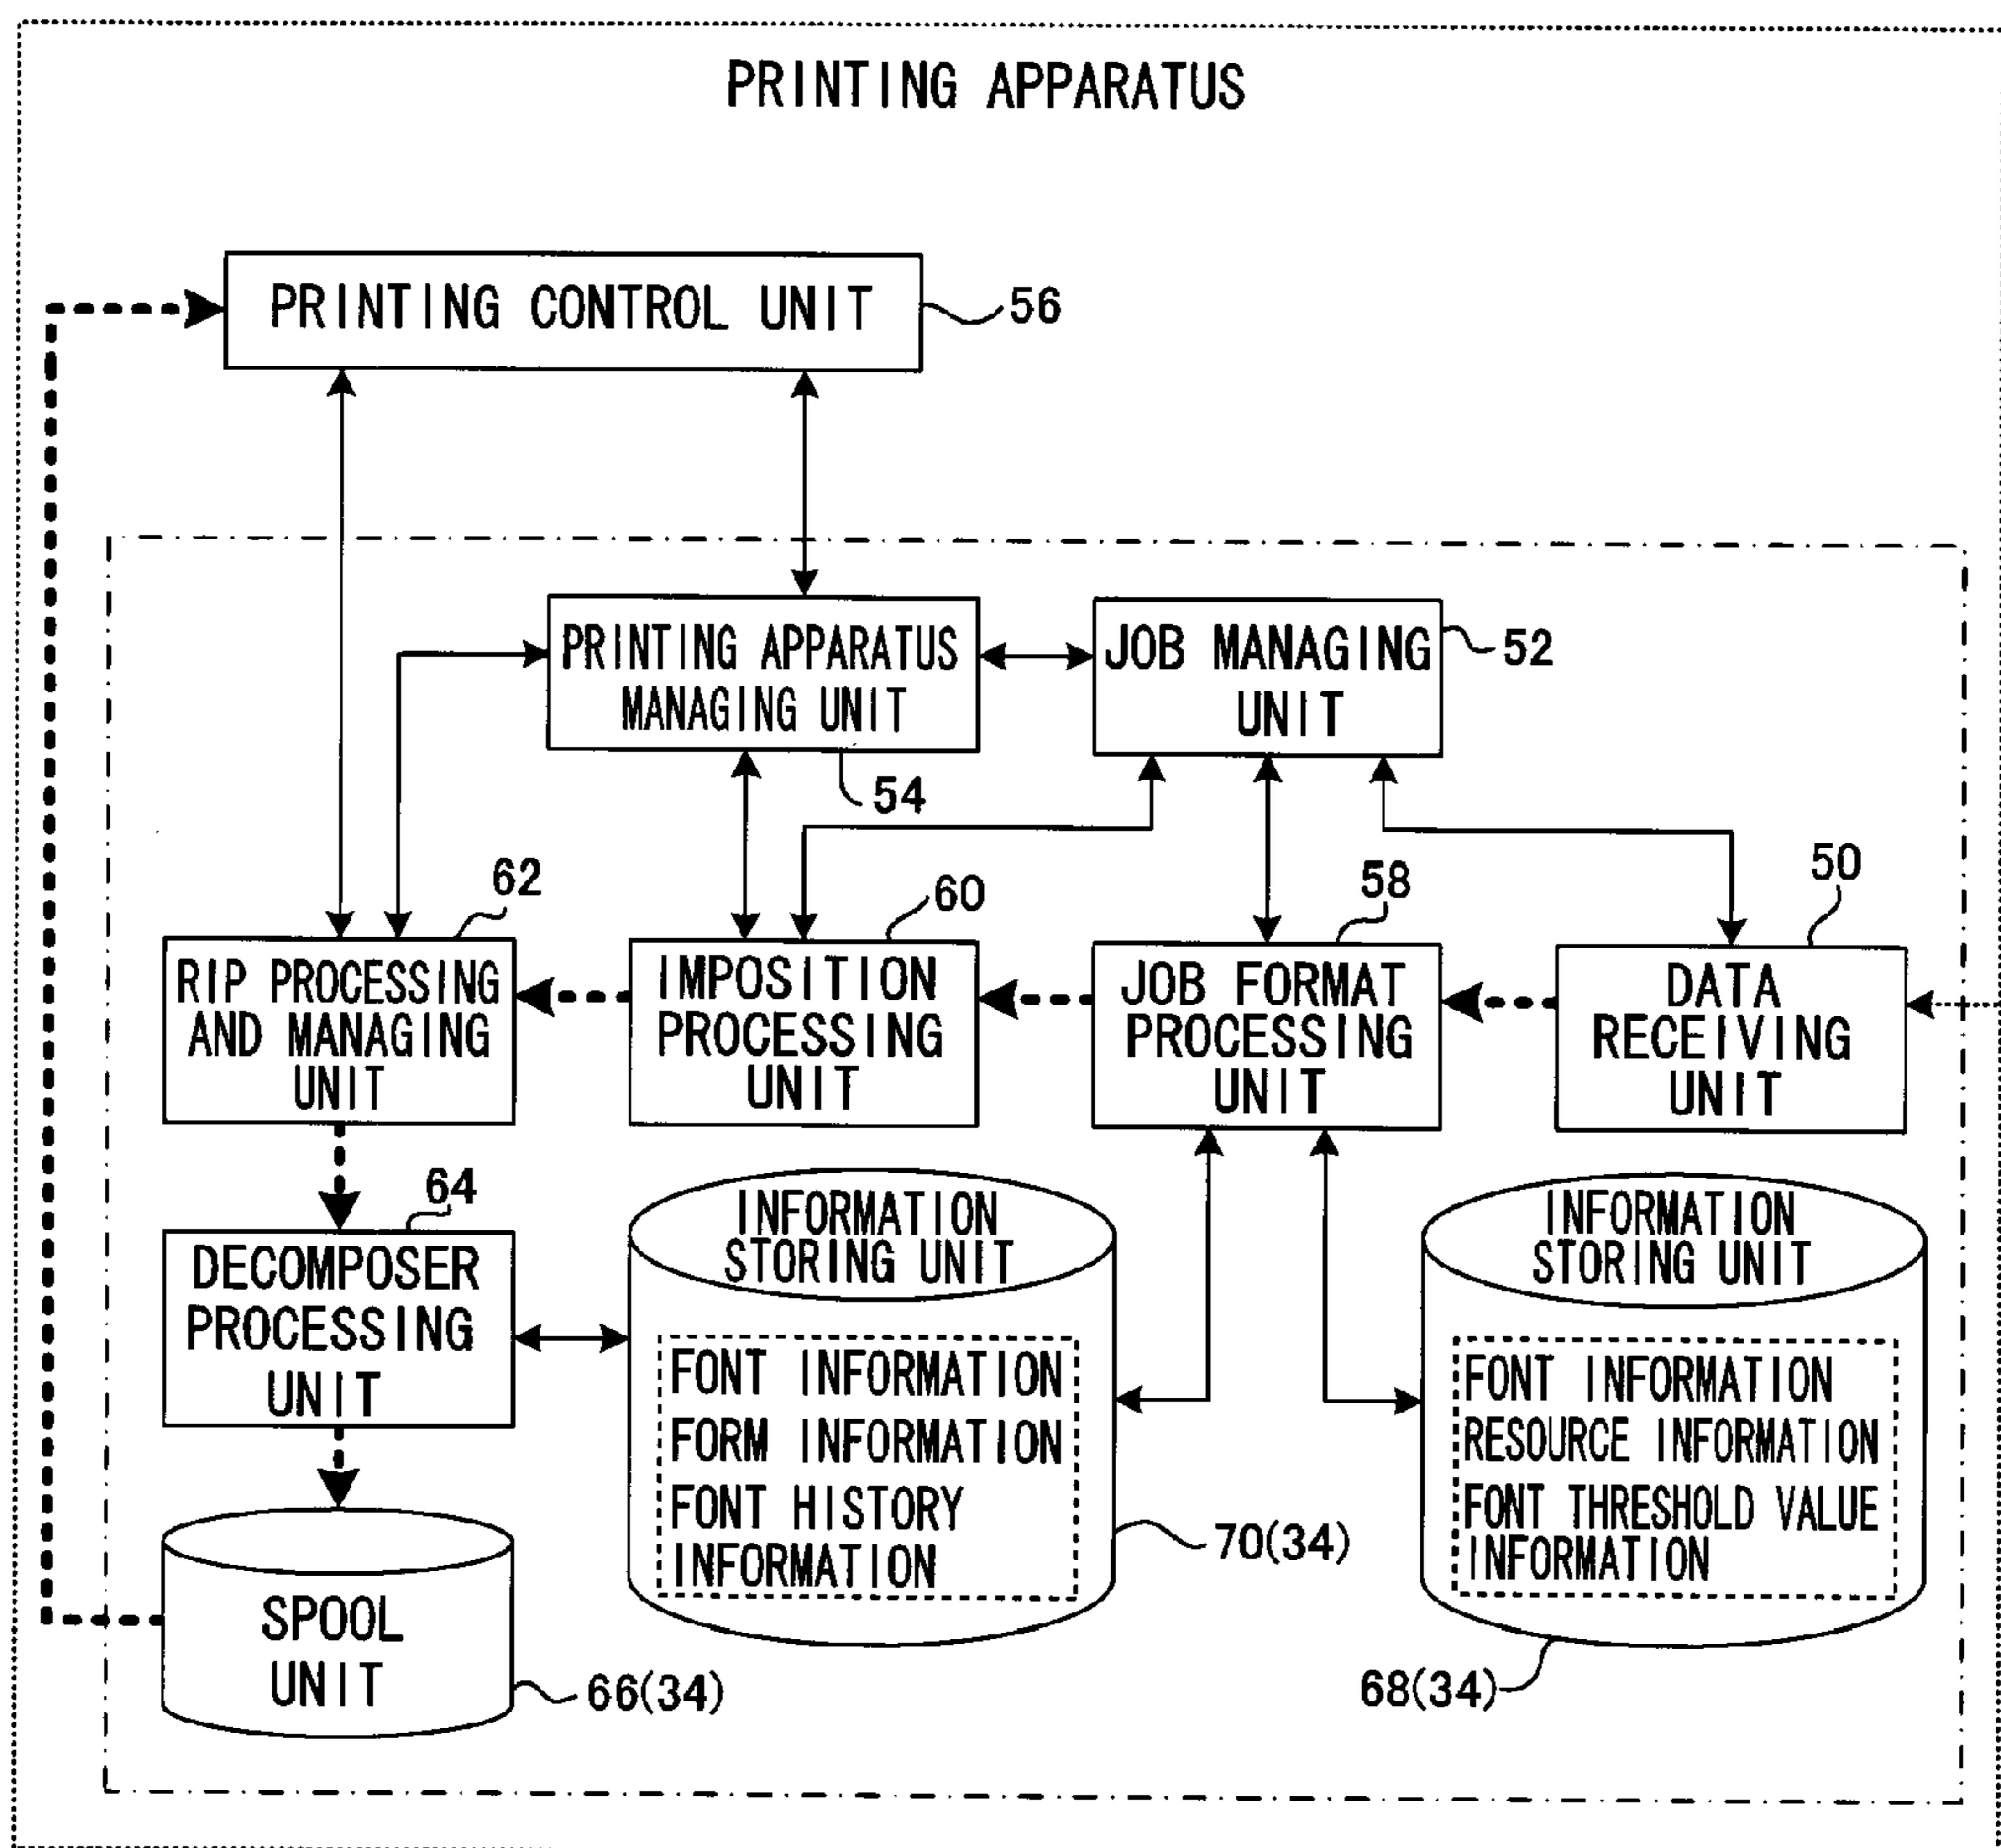 PRINTING APPARATUS
PRINTING CONTROL UNIT
56
PRINTING APPARATUS
MANAGING UNIT
54
JOB MANAGING
UNIT
52
62
RIP PROCESSING
AND MANAGING
UNIT
60
IMPOSITION
PROCESSING
UNIT
58
JOB FORMAT
PROCESSING
UNIT
50
DATA
RECEIVING
UNIT
64
DECOMPOSER
PROCESSING
UNIT
INFORMATION
STORING UNIT
FONT INFORMATION
FORM INFORMATION
FONT HISTORY
INFORMATION
70(34)
INFORMATION
STORING UNIT
FONT INFORMATION
RESOURCE INFORMATION
FONT THRESHOLD VALUE
INFORMATION
68(34)
SPOOL
UNIT
66(34)